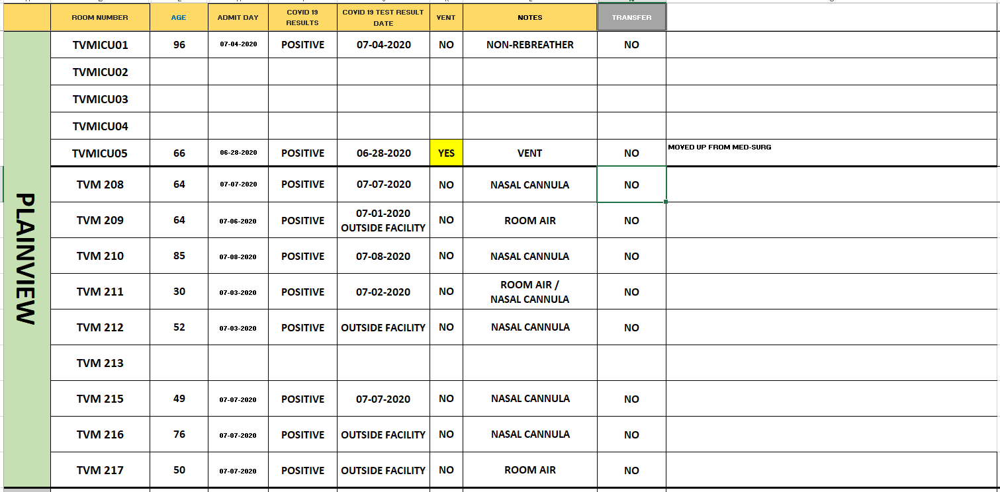 ROOM NUMBER AGE ADMIT DAY COVID 19 RESULTS COVID 19 TEST RESULT DATE VENT NOTES TRANSFER
PLAINVIEW
TVMICU01 96 07-04-2020 POSITIVE 07-04-2020 NO NON-REBREATHER NO
TVMICU02
TVMICU03
TVMICU04
TVMICU05 66 06-28-2020 POSITIVE 06-28-2020 YES VENT NO MOVED UP FROM MED-SURG
TVM 208 64 07-07-2020 POSITIVE 07-07-2020 NO NASAL CANNULA NO
TVM 209 64 07-06-2020 POSITIVE 07-01-2020 OUTSIDE FACILITY NO ROOM AIR NO
TVM 210 85 07-08-2020 POSITIVE 07-08-2020 NO NASAL CANNULA NO
TVM 211 30 07-03-2020 POSITIVE 07-02-2020 NO ROOM AIR / NASAL CANNULA NO
TVM 212 52 07-03-2020 POSITIVE OUTSIDE FACILITY NO NASAL CANNULA NO
TVM 213
TVM 215 49 07-07-2020 POSITIVE 07-07-2020 NO NASAL CANNULA NO
TVM 216 76 07-07-2020 POSITIVE OUTSIDE FACILITY NO NASAL CANNULA NO
TVM 217 50 07-07-2020 POSITIVE OUTSIDE FACILITY NO ROOM AIR NO